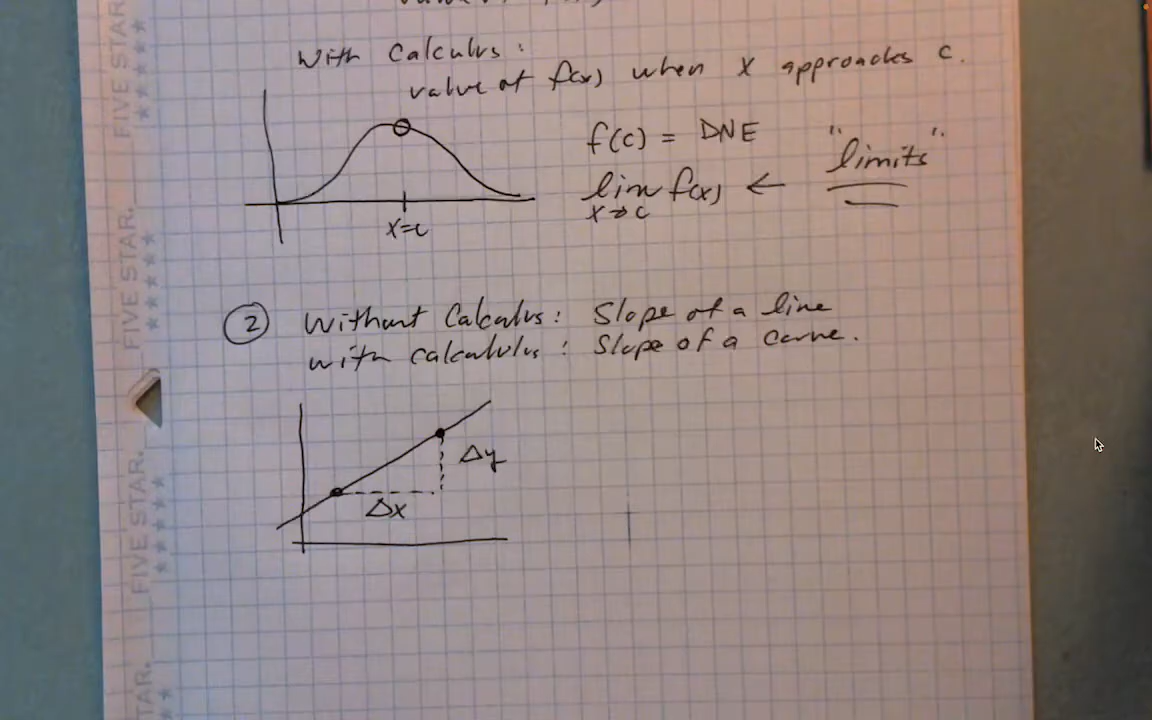 With Calculus:
value of f(x) when x approaches c.
f(c) = DNE
"limits"
lim f(x) ←
x→c
x=c
② Without Calculus: Slope of a line
with calculus: Slope of a curve.
Δy
Δx
FIVE STAR.
FIVE STAR.
FIVE STAR.
TAR.